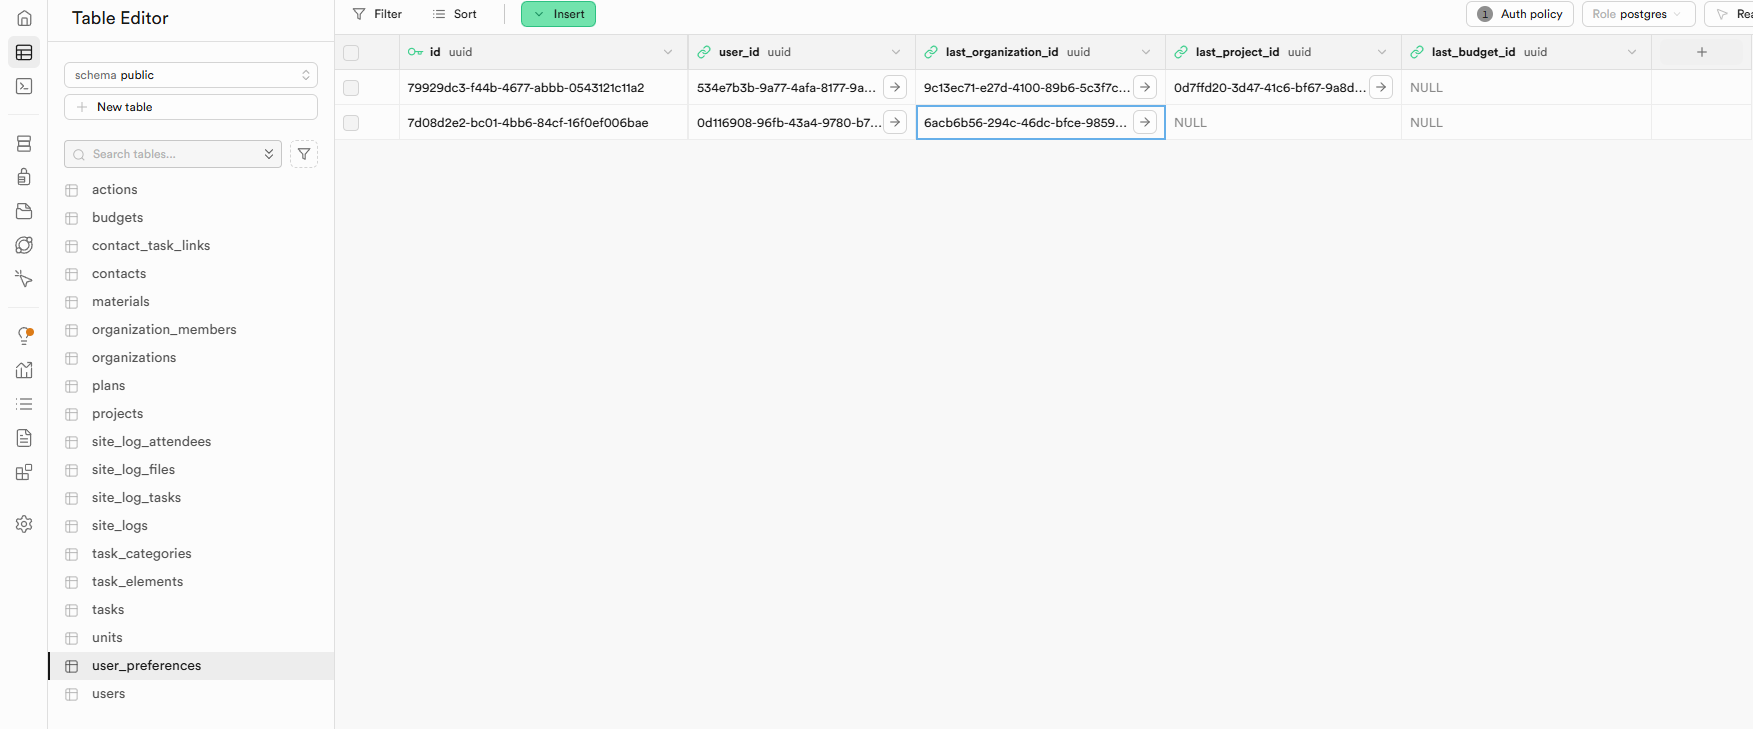 Table Editor
schema public
New table
Search tables...
actions
budgets
contact_task_links
contacts
materials
organization_members
organizations
plans
projects
site_log_attendees
site_log_files
site_log_tasks
site_logs
task_categories
task_elements
tasks
units
user_preferences
users
Filter Sort Insert 1 Auth policy Role postgres Rea
id uuid user_id uuid last_organization_id uuid last_project_id uuid last_budget_id uuid
79929dc3-f44b-4677-abbb-0543121c11a2 534e7b3b-9a77-4afa-8177-9a... 9c13ec71-e27d-4100-89b6-5c3f7c... 0d7ffd20-3d47-41c6-bf67-9a8d... NULL
7d08d2e2-bc01-4bb6-84cf-16f0ef006bae 0d116908-96fb-43a4-9780-b7... 6acb6b56-294c-46dc-bfce-9859... NULL NULL